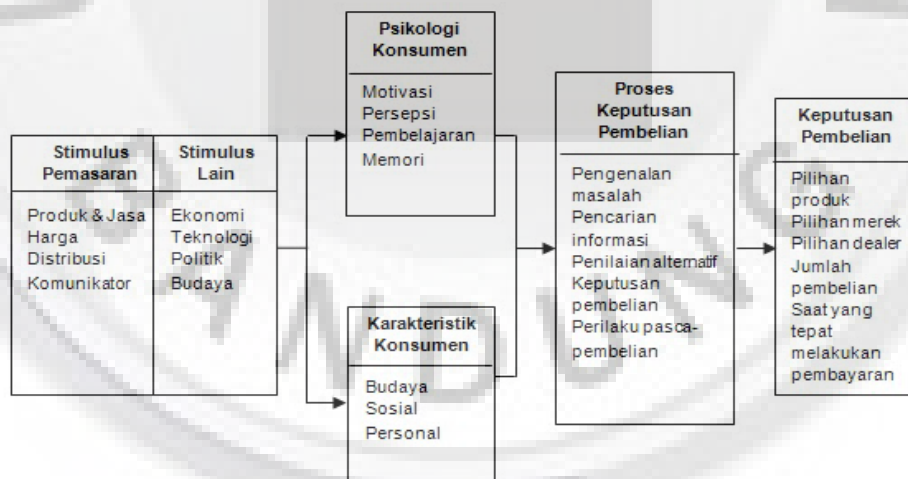 Stimulus
Pemasaran
Produk & Jasa
Harga
Distribusi
Komunikator
Stimulus
Lain
Ekonomi
Teknologi
Politik
Budaya
Psikologi
Konsumen
Motivasi
Persepsi
Pembelajaran
Memori
Karakteristik
Konsumen
Budaya
Sosial
Personal
Proses
Keputusan
Pembelian
Pengenalan
masalah
Pencarian
informasi
Penilaian alternatif
Keputusan
pembelian
Perilaku pasca-
pembelian
Keputusan
Pembelian
Pilihan
produk
Pilihan merek
Pilihan dealer
Jumlah
pembelian
Saat yang
tepat
melakukan
pembayaran
BANDUNG